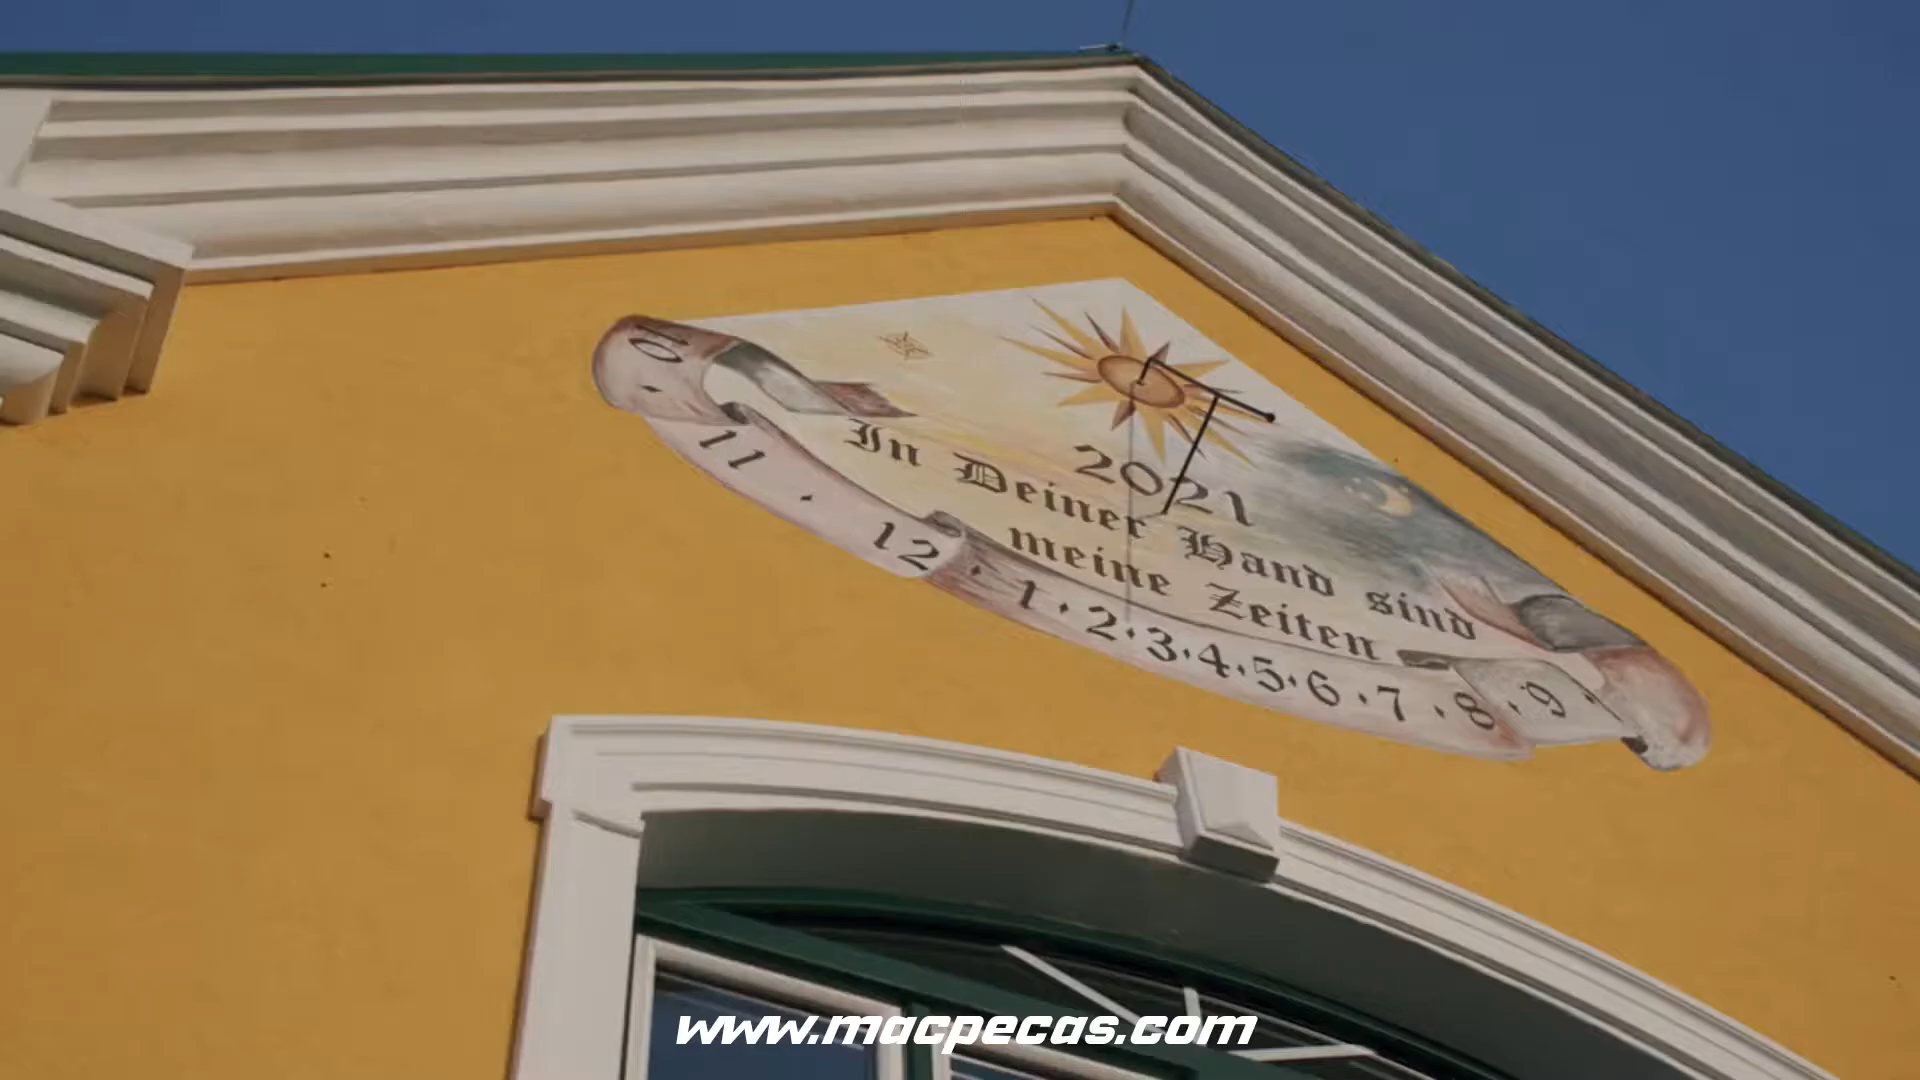 2021
In Deiner Hand sind
meine Zeiten
10 · 11 · 12 · 1 · 2 · 3 · 4 · 5 · 6 · 7 · 8 · 9 ·
www.macpecas.com